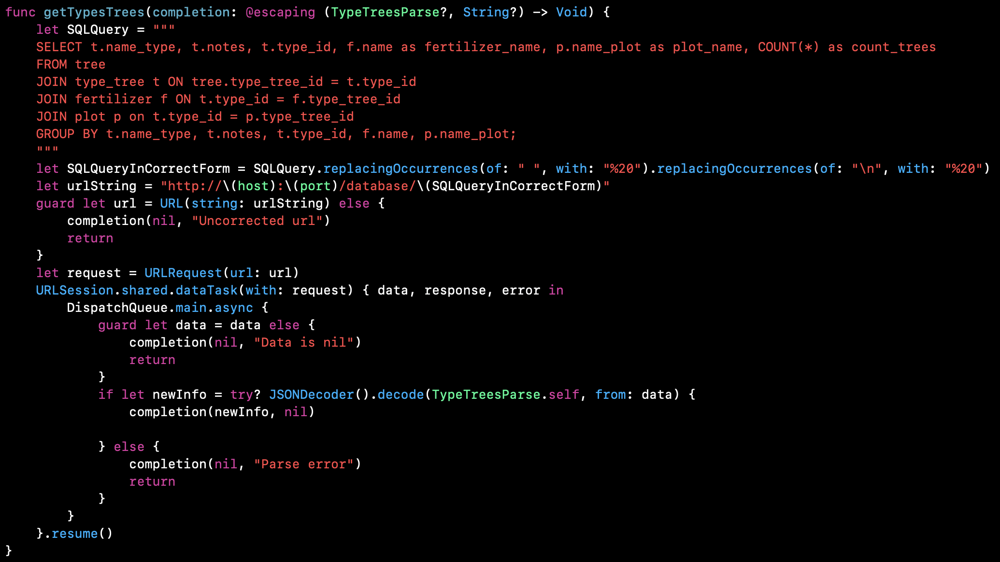 func getTypesTrees(completion: @escaping (TypeTreesParse?, String?) -> Void) {
    let SQLQuery = """
    SELECT t.name_type, t.notes, t.type_id, f.name as fertilizer_name, p.name_plot as plot_name, COUNT(*) as count_trees
    FROM tree
    JOIN type_tree t ON tree.type_tree_id = t.type_id
    JOIN fertilizer f ON t.type_id = f.type_tree_id
    JOIN plot p on t.type_id = p.type_tree_id
    GROUP BY t.name_type, t.notes, t.type_id, f.name, p.name_plot;
    """
    let SQLQueryInCorrectForm = SQLQuery.replacingOccurrences(of: " ", with: "%20").replacingOccurrences(of: "\n", with: "%20")
    let urlString = "http://\(host):\(port)/database/\(SQLQueryInCorrectForm)"
    guard let url = URL(string: urlString) else {
        completion(nil, "Uncorrected url")
        return
    }
    let request = URLRequest(url: url)
    URLSession.shared.dataTask(with: request) { data, response, error in
        DispatchQueue.main.async {
            guard let data = data else {
                completion(nil, "Data is nil")
                return
            }
            if let newInfo = try? JSONDecoder().decode(TypeTreesParse.self, from: data) {
                completion(newInfo, nil)

            } else {
                completion(nil, "Parse error")
                return
            }
        }
    }.resume()
}